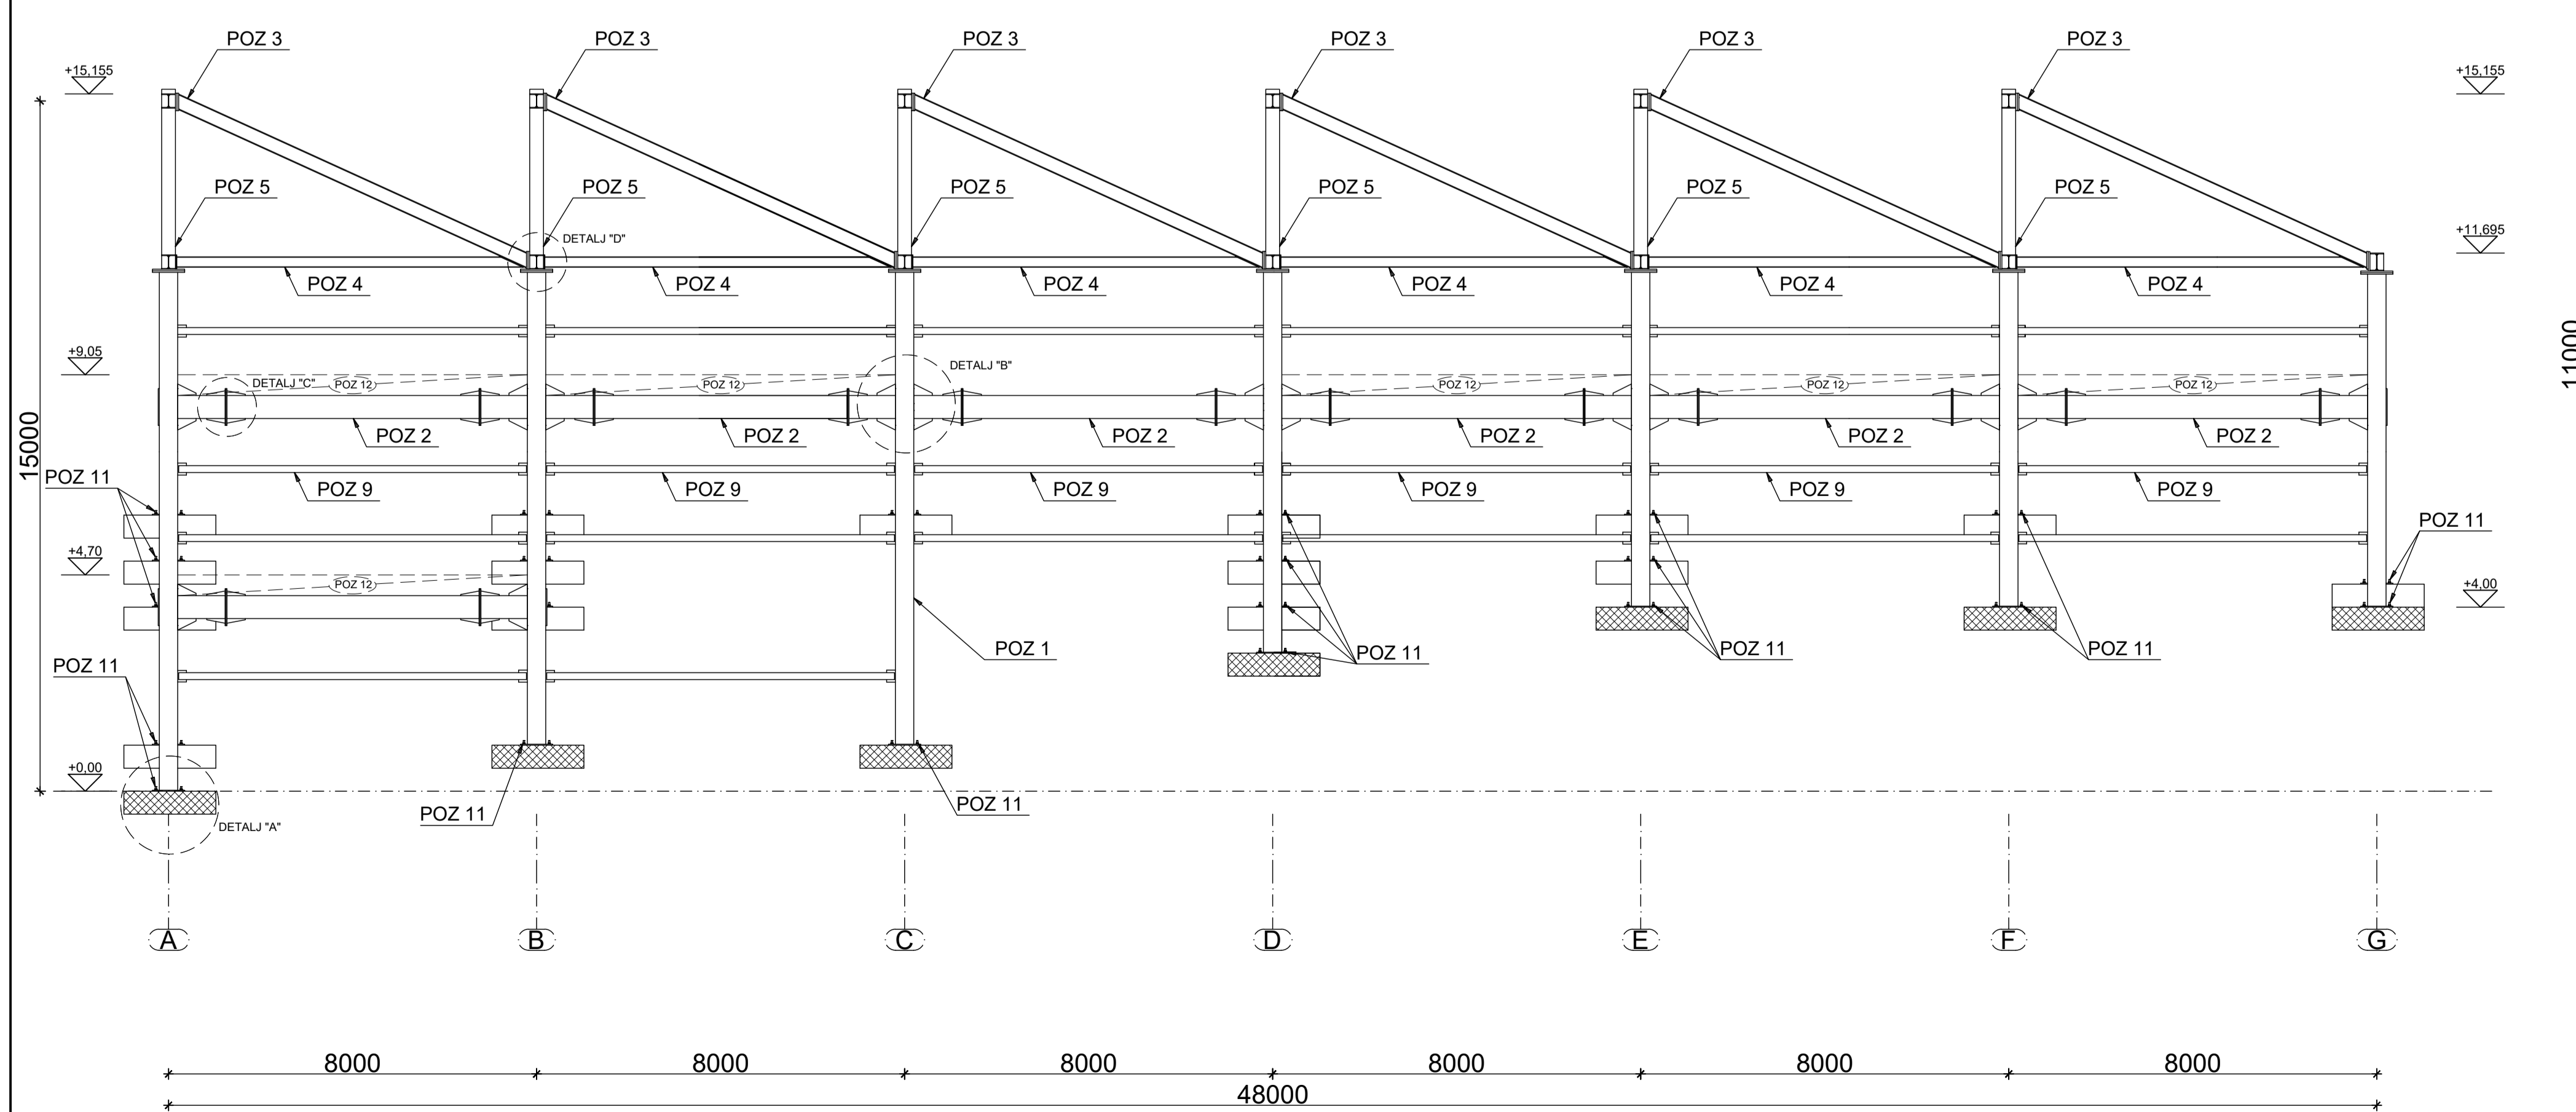 POZ 3 POZ 3 POZ 3 POZ 3 POZ 3 POZ 3
+15,155 +15,155
POZ 5 POZ 5 POZ 5 POZ 5 POZ 5 POZ 5
+11,695
DETALJ "D"
POZ 4 POZ 4 POZ 4 POZ 4 POZ 4 POZ 4
11000
+9,05
DETALJ "B"
DETALJ "C" POZ 12 POZ 12 POZ 12 POZ 12 POZ 12
POZ 2 POZ 2 POZ 2 POZ 2 POZ 2 POZ 2
15000
POZ 11
POZ 9 POZ 9 POZ 9 POZ 9 POZ 9 POZ 9
POZ 11
+4,70
POZ 12
+4,00
POZ 1 POZ 11 POZ 11 POZ 11
POZ 11
+0,00
POZ 11 POZ 11
DETALJ "A"
A B C D E F G
8000 8000 8000 8000 8000 8000
48000